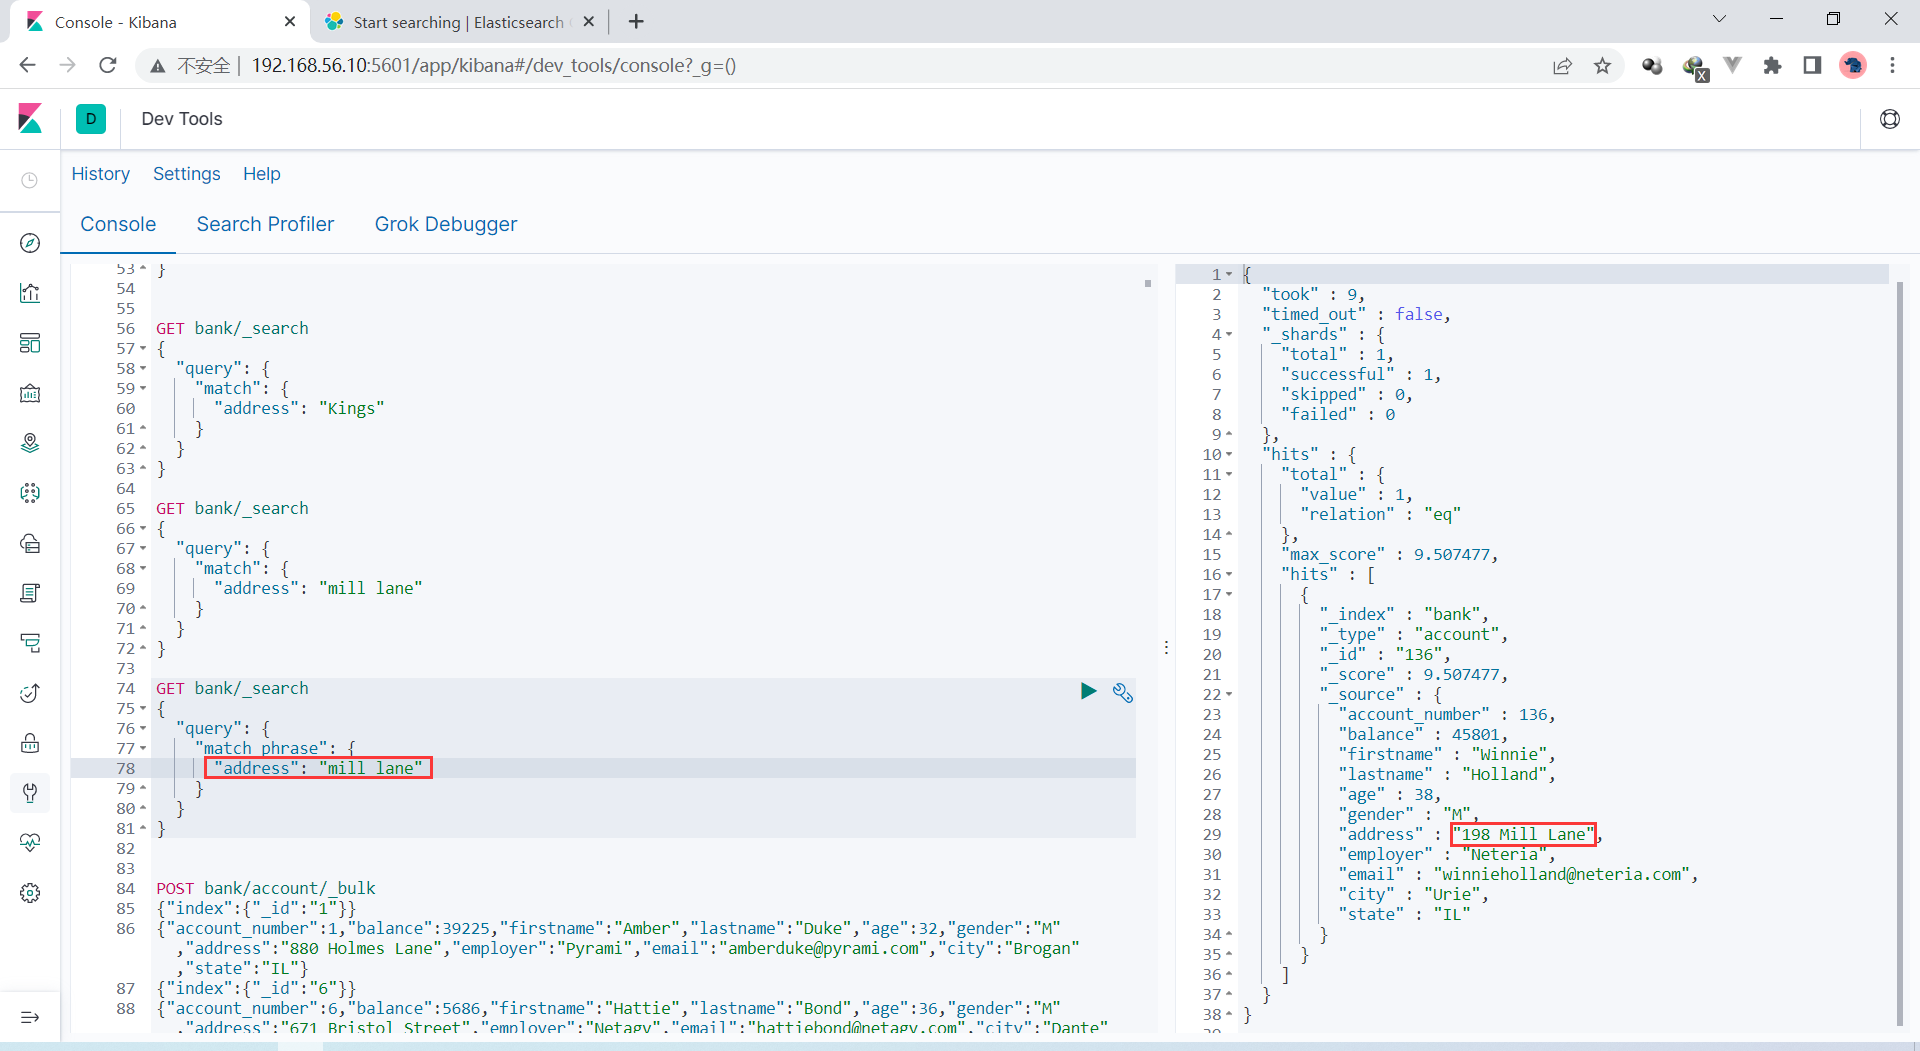 Console - Kibana
Start searching | Elasticsearch
不安全 | 192.168.56.10:5601/app/kibana#/dev_tools/console?_g=()
D
Dev Tools
History Settings Help
Console Search Profiler Grok Debugger
53 }
54
55
56 GET bank/_search
57 {
58 "query": {
59 "match": {
60 "address": "Kings"
61 }
62 }
63 }
64
65 GET bank/_search
66 {
67 "query": {
68 "match": {
69 "address": "mill lane"
70 }
71 }
72 }
73
74 GET bank/_search
75 {
76 "query": {
77 "match_phrase": {
78 "address": "mill lane"
79 }
80 }
81 }
82
83
84 POST bank/account/_bulk
85 {"index":{"_id":"1"}}
86 {"account_number":1,"balance":39225,"firstname":"Amber","lastname":"Duke","age":32,"gender":"M"
,"address":"880 Holmes Lane","employer":"Pyrami","email":"amberduke@pyrami.com","city":"Brogan"
,"state":"IL"}
87 {"index":{"_id":"6"}}
88 {"account_number":6,"balance":5686,"firstname":"Hattie","lastname":"Bond","age":36,"gender":"M"
,"address":"671 Bristol Street","employer":"Netagy","email":"hattiebond@netagy.com","city":"Dante"
1 {
2 "took" : 9,
3 "timed_out" : false,
4 "_shards" : {
5 "total" : 1,
6 "successful" : 1,
7 "skipped" : 0,
8 "failed" : 0
9 },
10 "hits" : {
11 "total" : {
12 "value" : 1,
13 "relation" : "eq"
14 },
15 "max_score" : 9.507477,
16 "hits" : [
17 {
18 "_index" : "bank",
19 "_type" : "account",
20 "_id" : "136",
21 "_score" : 9.507477,
22 "_source" : {
23 "account_number" : 136,
24 "balance" : 45801,
25 "firstname" : "Winnie",
26 "lastname" : "Holland",
27 "age" : 38,
28 "gender" : "M",
29 "address" : "198 Mill Lane",
30 "employer" : "Neteria",
31 "email" : "winnieholland@neteria.com",
32 "city" : "Urie",
33 "state" : "IL"
34 }
35 }
36 ]
37 }
38 }
39